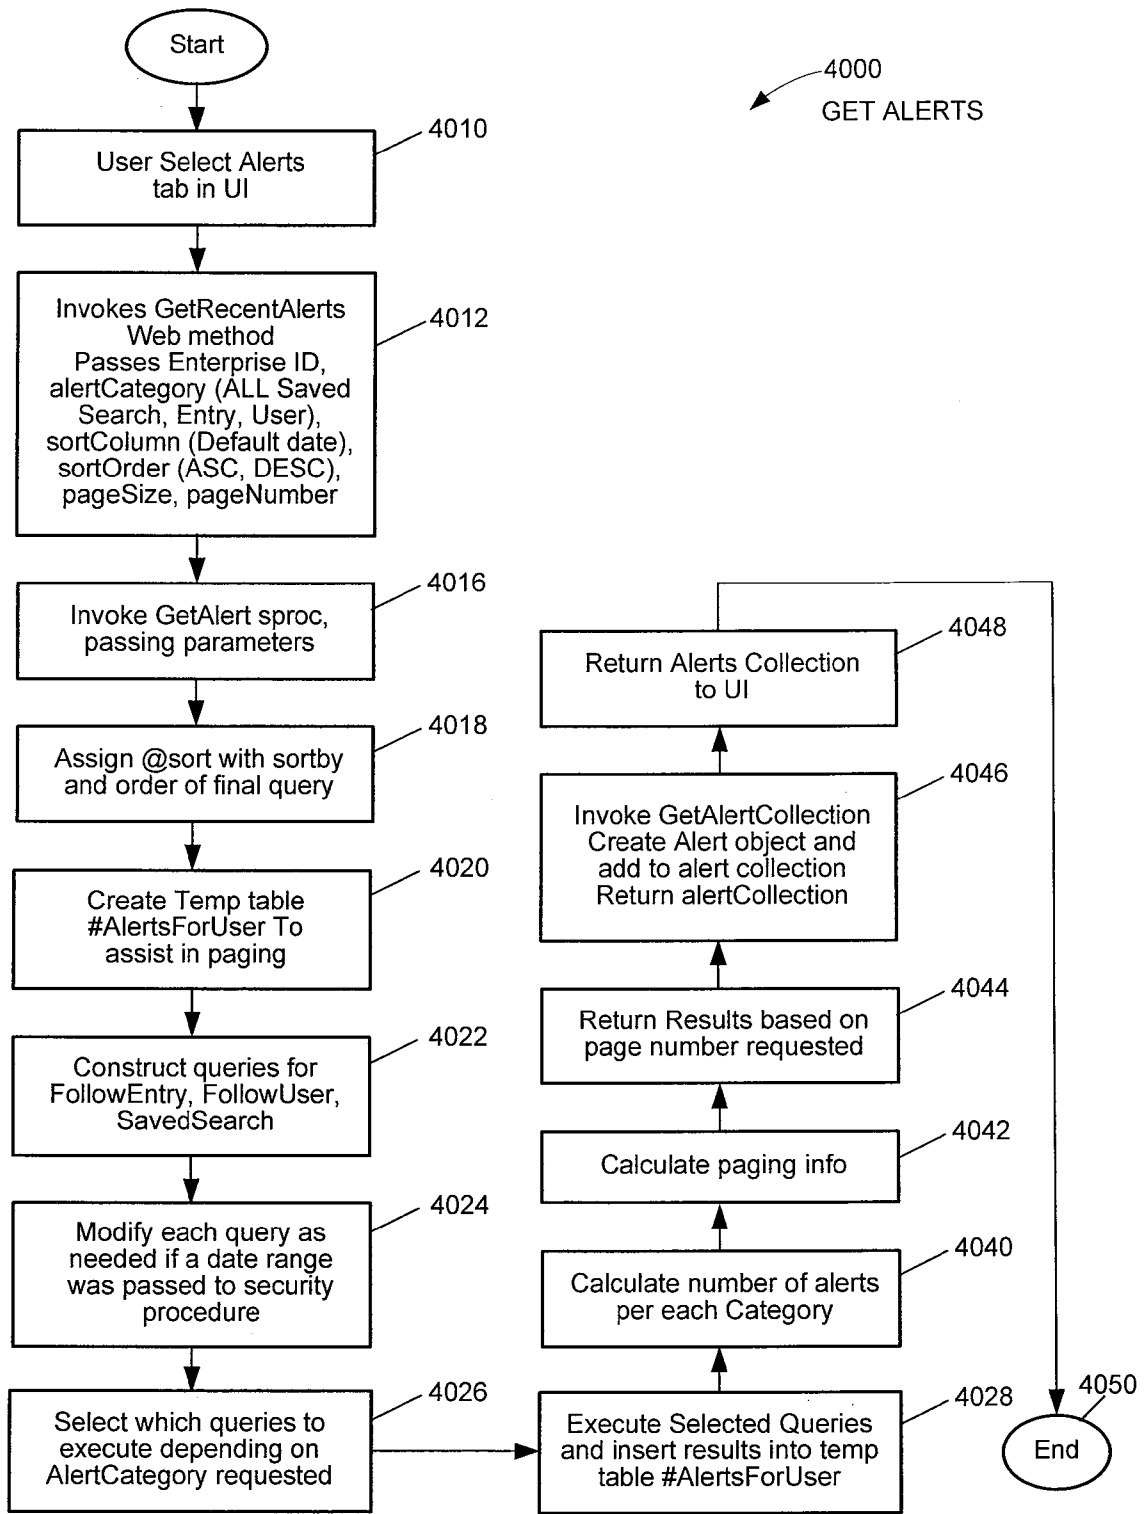 Start
4000
GET ALERTS
4010
User Select Alerts
tab in UI
4012
Invokes GetRecentAlerts
Web method
Passes Enterprise ID,
alertCategory (ALL Saved
Search, Entry, User),
sortColumn (Default date),
sortOrder (ASC, DESC),
pageSize, pageNumber
4016
Invoke GetAlert sproc,
passing parameters
4018
Assign @sort with sortby
and order of final query
4020
Create Temp table
#AlertsForUser To
assist in paging
4022
Construct queries for
FollowEntry, FollowUser,
SavedSearch
4024
Modify each query as
needed if a date range
was passed to security
procedure
4026
Select which queries to
execute depending on
AlertCategory requested
4028
Execute Selected Queries
and insert results into temp
table #AlertsForUser
4040
Calculate number of alerts
per each Category
4042
Calculate paging info
4044
Return Results based on
page number requested
4046
Invoke GetAlertCollection
Create Alert object and
add to alert collection
Return alertCollection
4048
Return Alerts Collection
to UI
4050
End